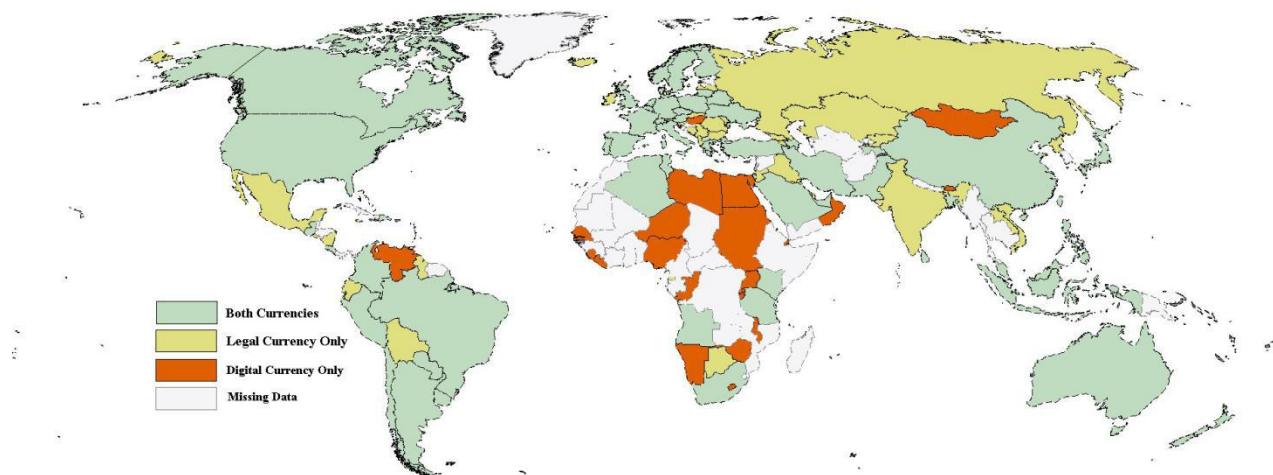 Both Currencies
Legal Currency Only
Digital Currency Only
Missing Data